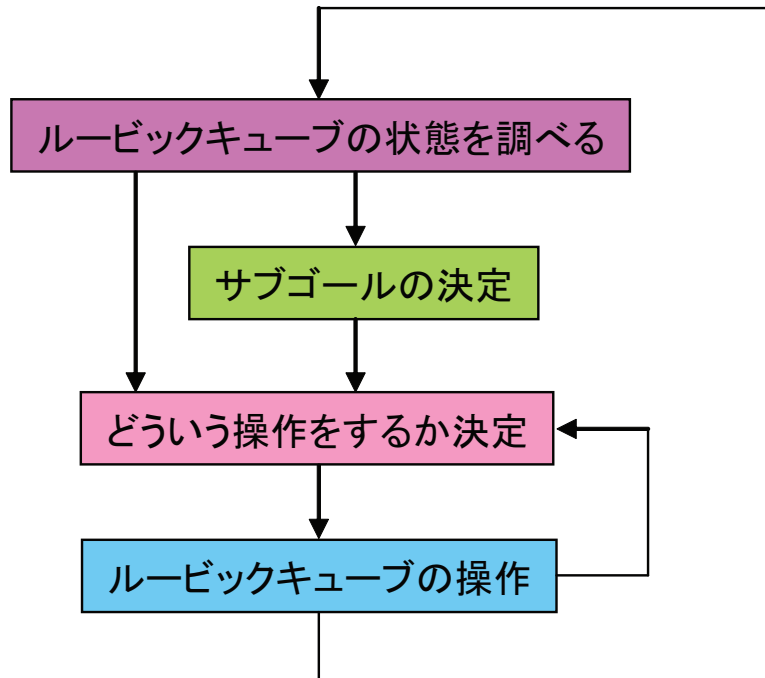 ルービックキューブの状態を調べる
サブゴールの決定
どういう操作をするか決定
ルービックキューブの操作